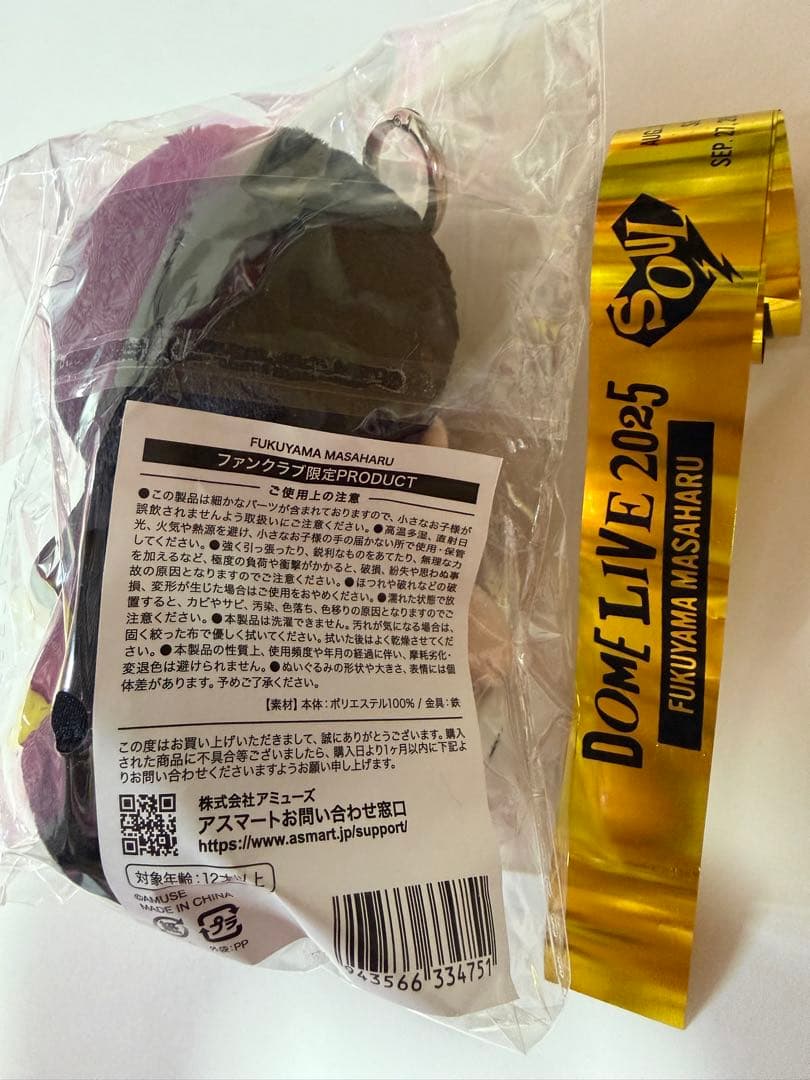 FUKUYAMA MASAHARU
ファンクラブ限定PRODUCT
ご使用上の注意
●この製品は細かなパーツが含まれておりますので、小さなお子様が
誤飲されませんよう取扱いにご注意ください。●高温多湿、直射日
光、火気や熱源を避け、小さなお子様の手の届かない所で使用・保管
してください。●強く引っ張ったり、鋭利なものをあてたり、無理な力
を加えるなど、極度の負荷や衝撃がかかると、破損、紛失や思わぬ事
故の原因となりますのでご注意ください。●ほつれや破れなどの破
損、変形が生じた場合はご使用をおやめください。●濡れた状態で放
置すると、カビやサビ、汚染、色落ち、色移りの原因となりますのでご
注意ください。●本製品は洗濯できません。汚れが気になる場合は、
固く絞った布で優しく拭いてください。拭いた後はよく乾燥させてくだ
さい。●本製品の性質上、使用頻度や年月の経過に伴い、摩耗劣化・
変退色は避けられません。●ぬいぐるみの形状や大きさ、表情には個
体差があります。予めご了承ください。
【素材】本体：ポリエステル100% / 金具：鉄
この度はお買い上げいただきまして、誠にありがとうございます。購入
された商品に不具合等ございましたら、購入日より1ヶ月以内に下記よ
りお問い合わせくださいますようお願い申し上げます。
株式会社アミューズ
アスマートお問い合わせ窓口
https://www.asmart.jp/support/
対象年齢：12才以上
©AMUSE
MADE IN CHINA
プラ
袋:PP
943566 334751
SOUL
DOME LIVE 2025
FUKUYAMA MASAHARU
SEP. 27,